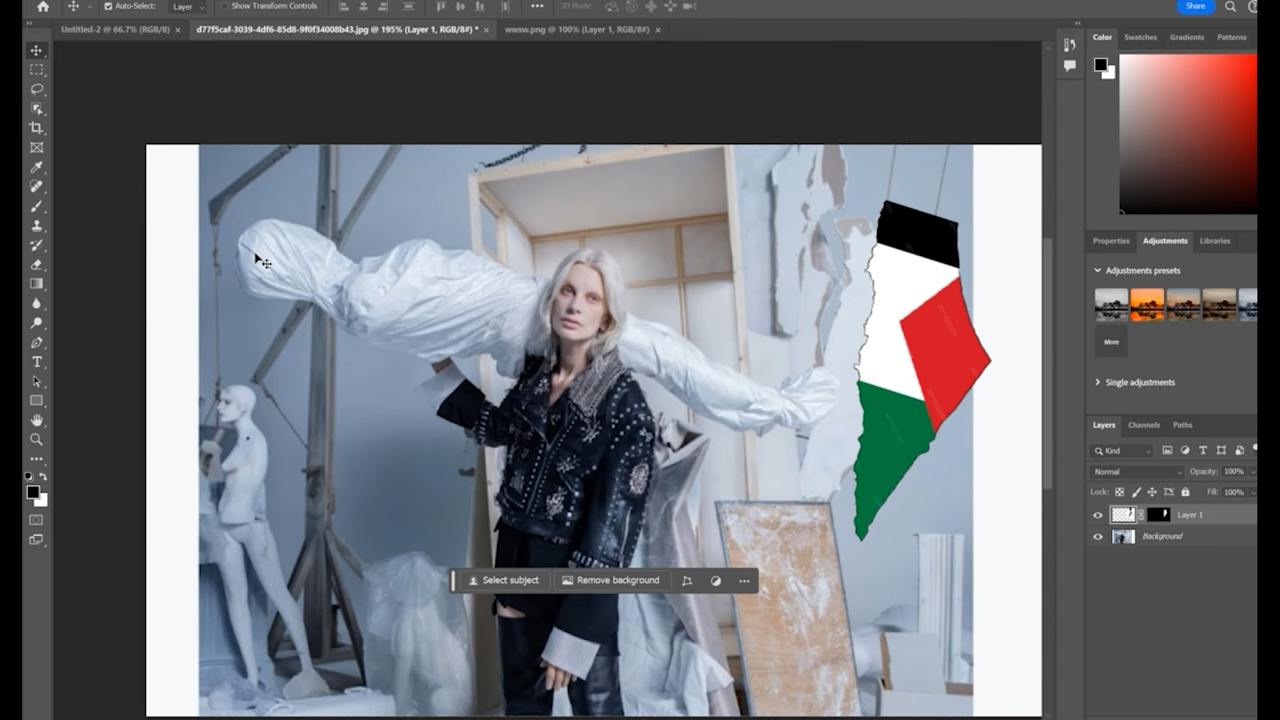 Auto-Select:
Layer
Show Transform Controls
3D Mode:
Share
Untitled-2 @ 66.7% (RGB/8)
d77f5caf-3039-4df6-85d8-9f0f34008b43.jpg @ 195% (Layer 1, RGB/8#) *
wwsw.png @ 100% (Layer 1, RGB/8#)
Color
Swatches
Gradients
Patterns
Properties
Adjustments
Libraries
Adjustments presets
More
Single adjustments
Layers
Channels
Paths
Kind
Normal
Opacity: 100%
Lock:
Fill: 100%
Layer 1
Background
Select subject
Remove background